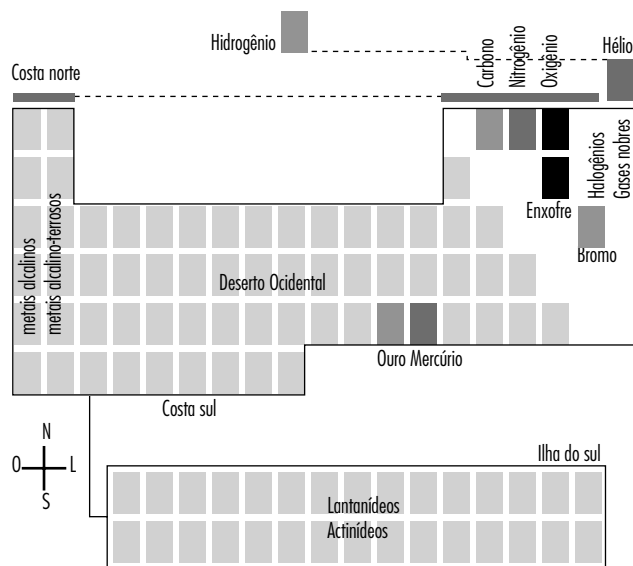 Hidrogênio
Carbono
Nitrogênio
Oxigênio
Hélio
Costa norte
Halogênios
Gases nobres
Enxofre
Bromo
metais alcalinos
metais alcalino-terrosos
Deserto Ocidental
Ouro Mercúrio
Costa sul
N
O L
S
Ilha do sul
Lantanídeos
Actinídeos